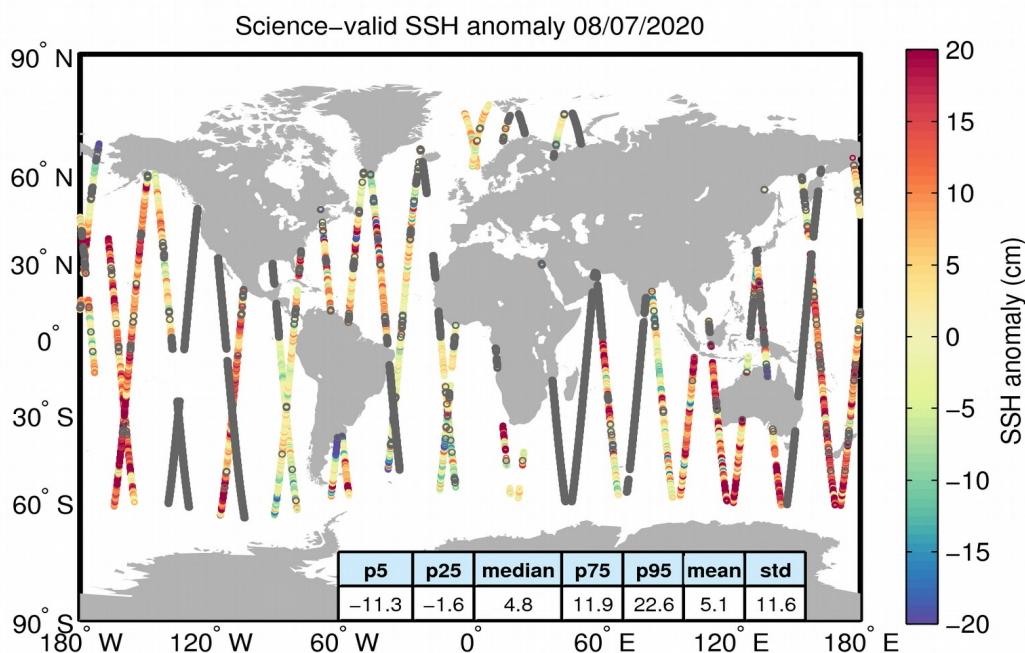 Science−valid SSH anomaly 08/07/2020
90° N
60° N
30° N
0°
30° S
60° S
90° S
180° W
120° W
60° W
0°
60° E
120° E
180° E
p5 p25 median p75 p95 mean std
−11.3 −1.6 4.8 11.9 22.6 5.1 11.6
20
15
10
5
0
−5
−10
−15
−20
SSH anomaly (cm)